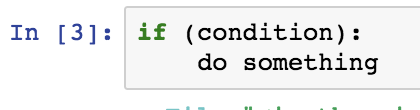 In [3]: if (condition):
do something